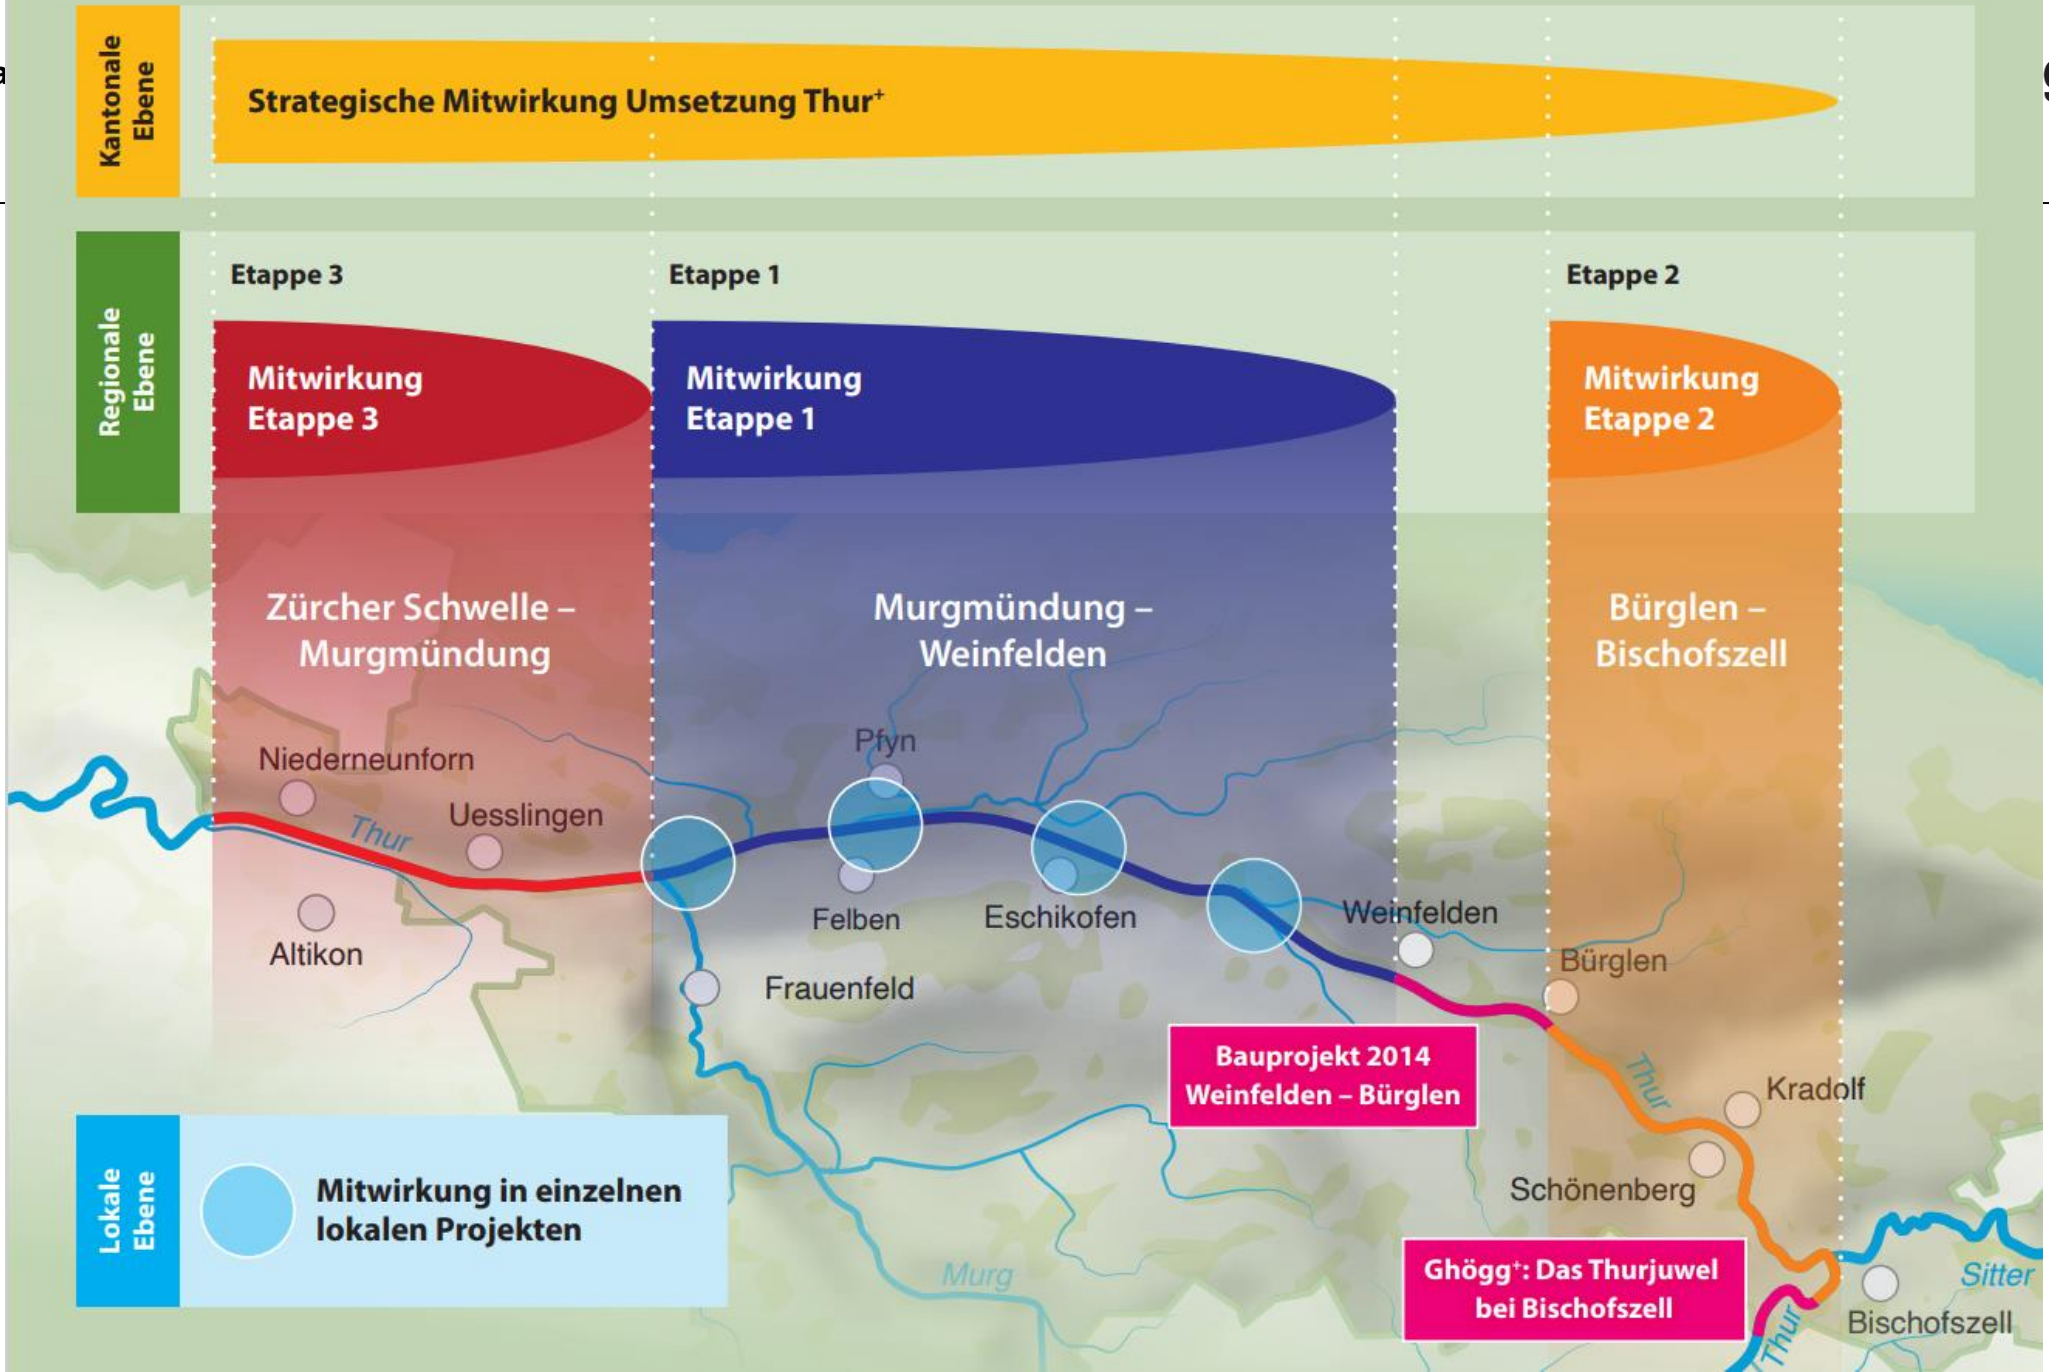 Kantonale
Ebene
Strategische Mitwirkung Umsetzung Thur⁺
Regionale
Ebene
Etappe 3
Etappe 1
Etappe 2
Mitwirkung
Etappe 3
Mitwirkung
Etappe 1
Mitwirkung
Etappe 2
Zürcher Schwelle –
Murgmündung
Murgmündung –
Weinfelden
Bürglen –
Bischofszell
Niederneunforn
Thur
Uesslingen
Altikon
Pfyn
Felben
Eschikofen
Frauenfeld
Weinfelden
Bürglen
Bauprojekt 2014
Weinfelden – Bürglen
Thur
Kradolf
Schönenberg
Lokale
Ebene
Mitwirkung in einzelnen
lokalen Projekten
Murg
Ghögg⁺: Das Thurjuwel
bei Bischofszell
Thur
Sitter
Bischofszell